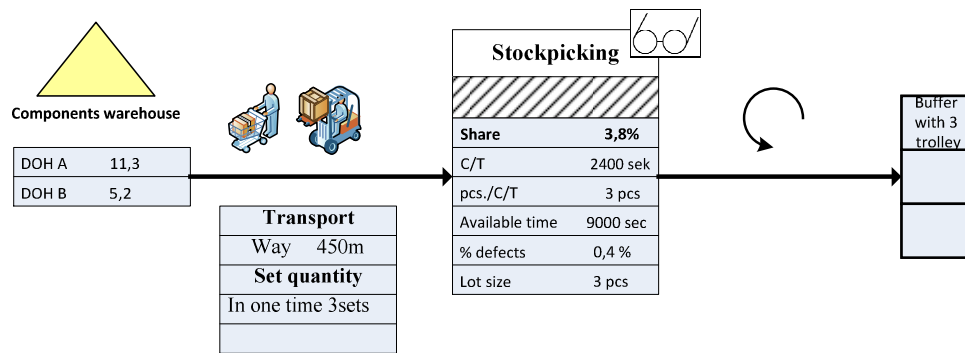 Components warehouse
DOH A 11,3
DOH B 5,2
Transport
Way 450m
Set quantity
In one time 3sets
Stockpicking
Share 3,8%
C/T 2400 sek
pcs./C/T 3 pcs
Available time 9000 sec
% defects 0,4 %
Lot size 3 pcs
Buffer
with 3
trolley